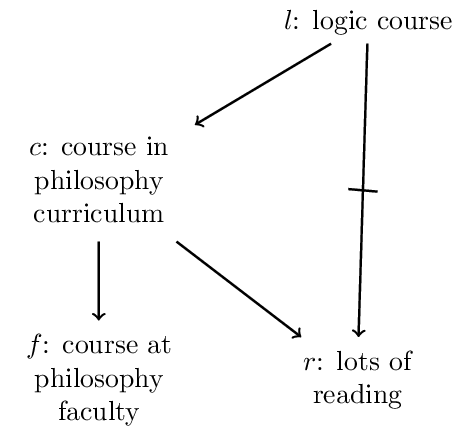 l: logic course
c: course in
philosophy
curriculum
f: course at
philosophy
faculty
r: lots of
reading